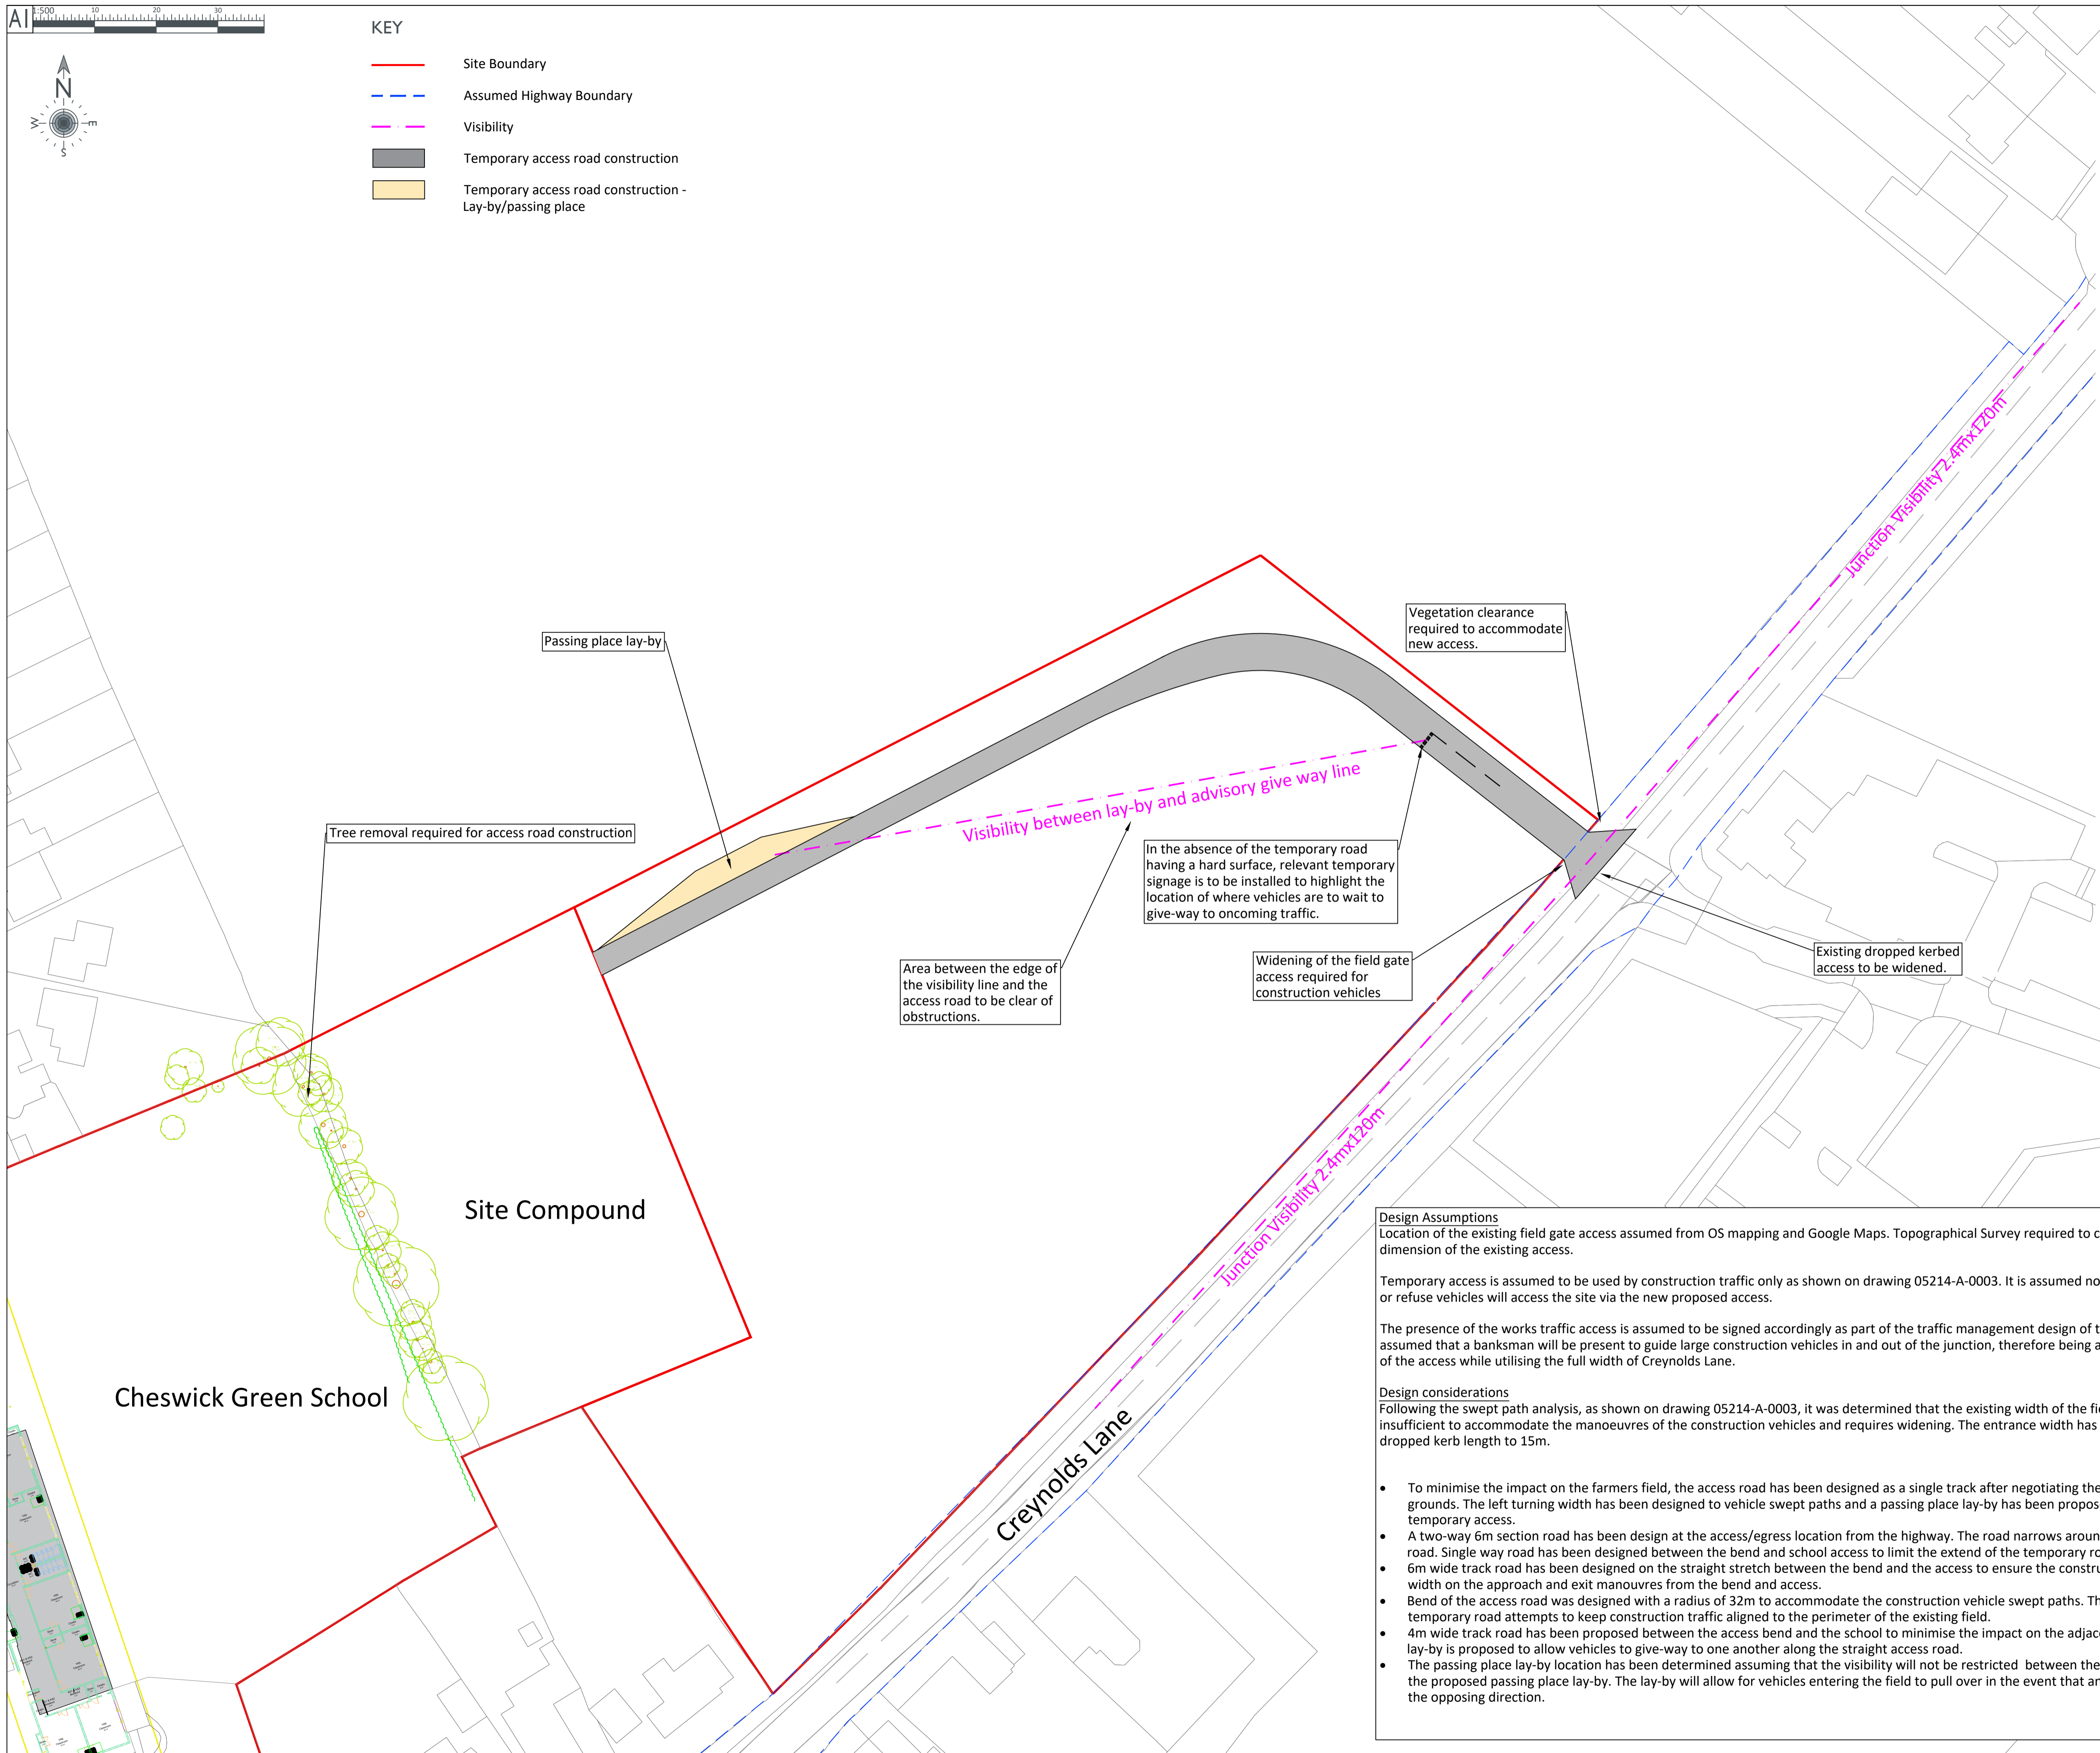 A1
1:500
10
20
30
N
E
S
W
KEY
Site Boundary
Assumed Highway Boundary
Visibility
Temporary access road construction
Temporary access road construction -
Lay-by/passing place
Junction Visibility 2.4mx120m
Vegetation clearance
required to accommodate
new access.
Passing place lay-by
Visibility between lay-by and advisory give way line
Tree removal required for access road construction
In the absence of the temporary road
having a hard surface, relevant temporary
signage is to be installed to highlight the
location of where vehicles are to wait to
give-way to oncoming traffic.
Area between the edge of
the visibility line and the
access road to be clear of
obstructions.
Widening of the field gate
access required for
construction vehicles
Existing dropped kerbed
access to be widened.
Junction Visibility 2.4mx120m
Site Compound
Cheswick Green School
Creynolds Lane
Design Assumptions
Location of the existing field gate access assumed from OS mapping and Google Maps. Topographical Survey required to c
dimension of the existing access.
Temporary access is assumed to be used by construction traffic only as shown on drawing 05214-A-0003. It is assumed no
or refuse vehicles will access the site via the new proposed access.
The presence of the works traffic access is assumed to be signed accordingly as part of the traffic management design of t
assumed that a banksman will be present to guide large construction vehicles in and out of the junction, therefore being a
of the access while utilising the full width of Creynolds Lane.
Design considerations
Following the swept path analysis, as shown on drawing 05214-A-0003, it was determined that the existing width of the fi
insufficient to accommodate the manoeuvres of the construction vehicles and requires widening. The entrance width has
dropped kerb length to 15m.
• To minimise the impact on the farmers field, the access road has been designed as a single track after negotiating the
grounds. The left turning width has been designed to vehicle swept paths and a passing place lay-by has been propos
temporary access.
• A two-way 6m section road has been design at the access/egress location from the highway. The road narrows aroun
road. Single way road has been designed between the bend and school access to limit the extend of the temporary ro
• 6m wide track road has been designed on the straight stretch between the bend and the access to ensure the constru
width on the approach and exit manouvres from the bend and access.
• Bend of the access road was designed with a radius of 32m to accommodate the construction vehicle swept paths. Th
temporary road attempts to keep construction traffic aligned to the perimeter of the existing field.
• 4m wide track road has been proposed between the access bend and the school to minimise the impact on the adjac
lay-by is proposed to allow vehicles to give-way to one another along the straight access road.
• The passing place lay-by location has been determined assuming that the visibility will not be restricted between the
the proposed passing place lay-by. The lay-by will allow for vehicles entering the field to pull over in the event that an
the opposing direction.